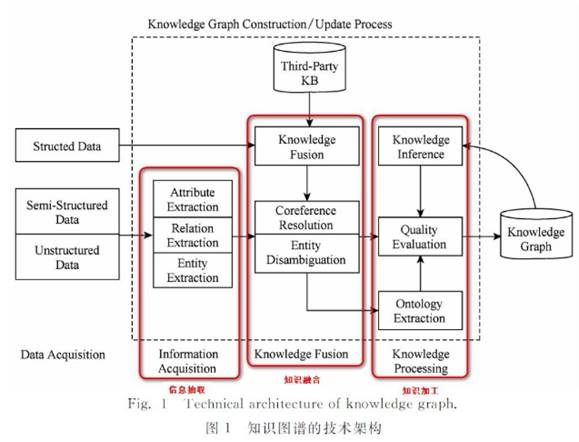 Knowledge Graph Construction/Update Process
Third-Party
KB
Structed Data
Knowledge
Fusion
Knowledge
Inference
Semi-Structured
Data
Unstructured
Data
Attribute
Extraction
Relation
Extraction
Entity
Extraction
Coreference
Resolution
Entity
Disambiguation
Quality
Evaluation
Knowledge
Graph
Ontology
Extraction
Data Acquisition
Information
Acquisition
Knowledge Fusion
Knowledge
Processing
信息抽取
知识融合
知识加工
Fig. 1 Technical architecture of knowledge graph.
图 1 知识图谱的技术架构